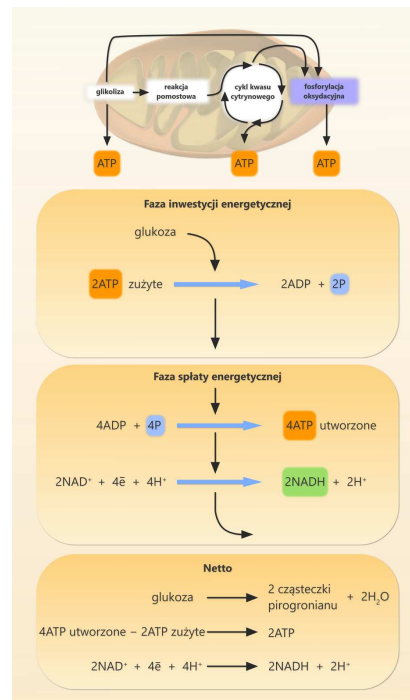 glikoliza
reakcja
pomostowa
cykl kwasu
cytrynowego
fosforylacja
oksydacyjna
ATP
ATP
ATP
Faza inwestycji energetycznej
glukoza
2ATP zużyte 2ADP + 2P
Faza spłaty energetycznej
4ADP + 4P 4ATP utworzone
2NAD⁺ + 4ē + 4H⁺ 2NADH + 2H⁺
Netto
glukoza 2 cząsteczki
pirogronianu + 2H₂O
4ATP utworzone – 2ATP zużyte 2ATP
2NAD⁺ + 4ē + 4H⁺ 2NADH + 2H⁺